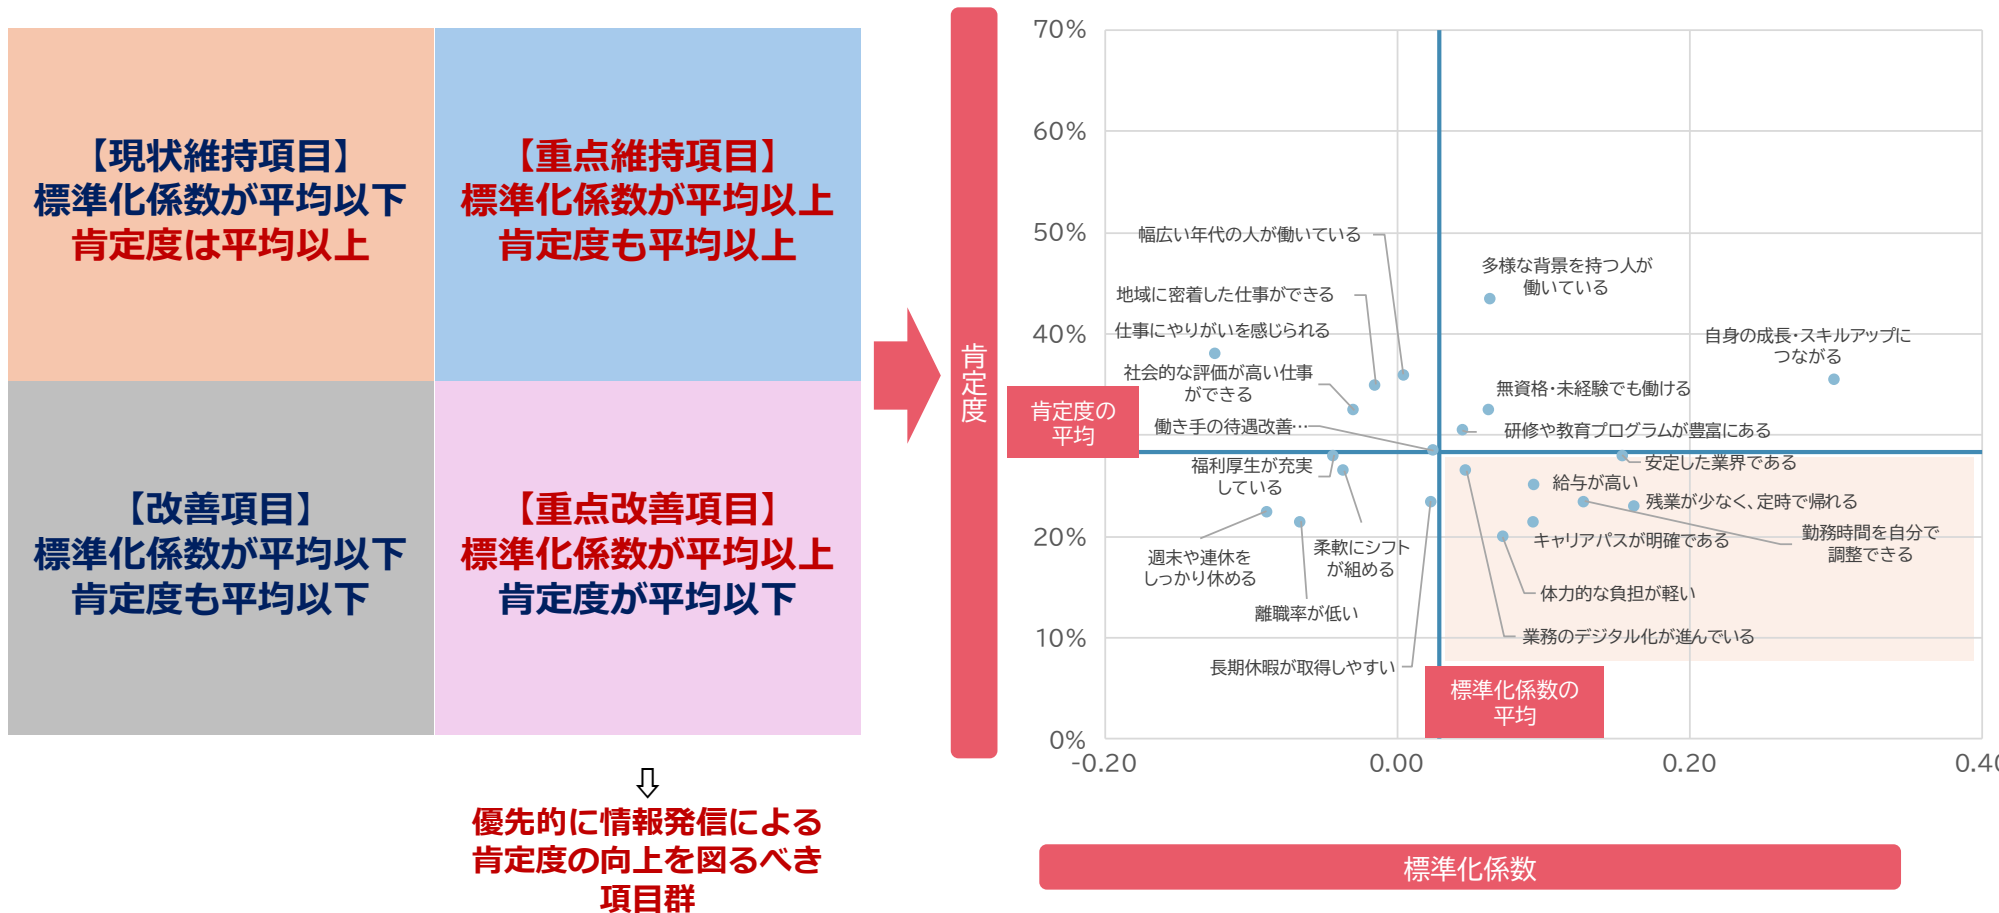 【現状維持項目】
標準化係数が平均以下
肯定度は平均以上
【重点維持項目】
標準化係数が平均以上
肯定度も平均以上
【改善項目】
標準化係数が平均以下
肯定度も平均以下
【重点改善項目】
標準化係数が平均以上
肯定度が平均以下
⇩
優先的に情報発信による
肯定度の向上を図るべき
項目群
肯定度
70%
60%
50%
40%
20%
10%
0%
-0.20
0.00
0.20
0.40
肯定度の
平均
標準化係数の
平均
幅広い年代の人が働いている
地域に密着した仕事ができる
仕事にやりがいを感じられる
社会的な評価が高い仕事
ができる
働き手の待遇改善…
福利厚生が充実
している
週末や連休を
しっかり休める
柔軟にシフト
が組める
離職率が低い
長期休暇が取得しやすい
多様な背景を持つ人が
働いている
自身の成長・スキルアップに
つながる
無資格・未経験でも働ける
研修や教育プログラムが豊富にある
安定した業界である
給与が高い
残業が少なく、定時で帰れる
キャリアパスが明確である
勤務時間を自分で
調整できる
体力的な負担が軽い
業務のデジタル化が進んでいる
標準化係数